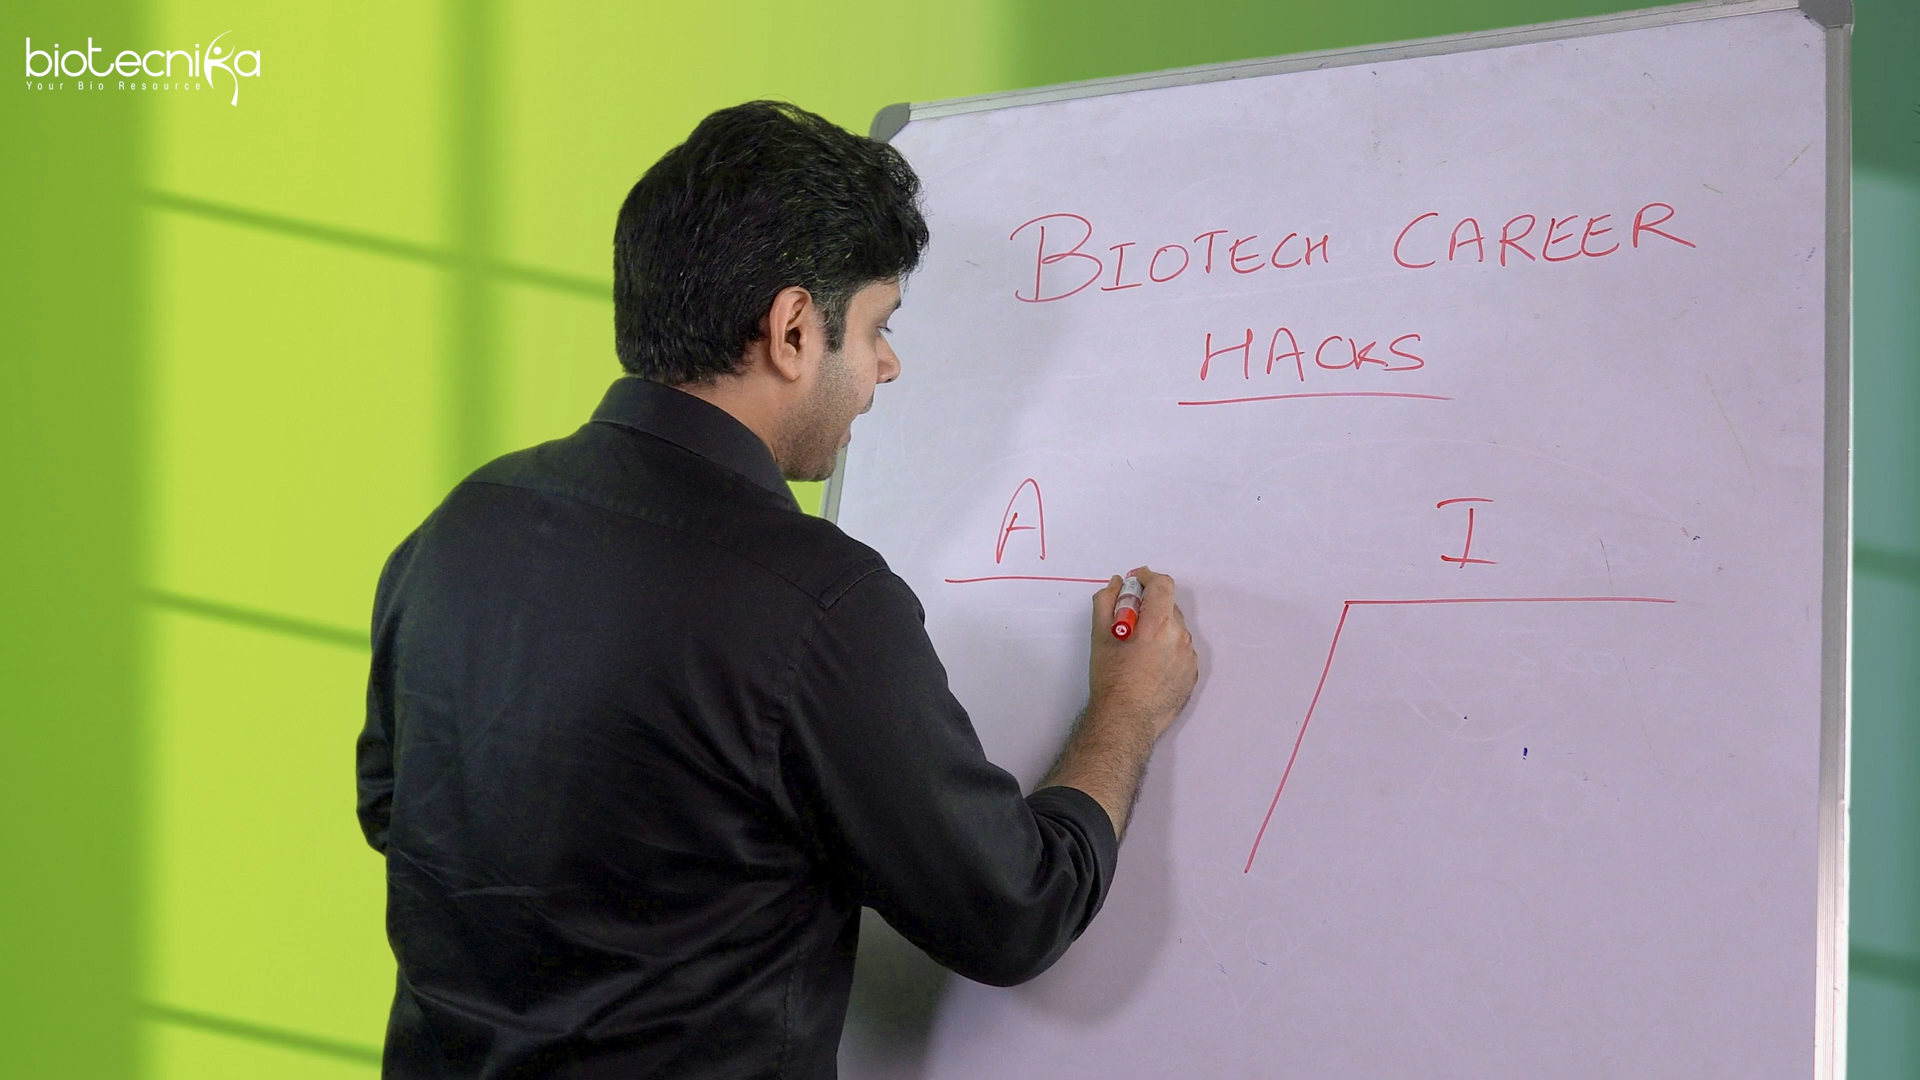 biotecnika
Your Bio Resource
BIOTECH CAREER
HACKS
A I